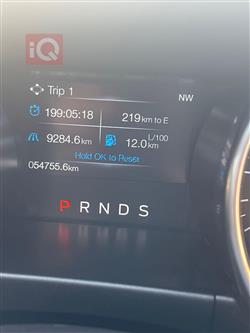 iQ
Trip 1
NW
199:05:18
219 km to E
9284.6 km
L/100
12.0 km
Hold OK to Reset
054755.6 km
P R N D S